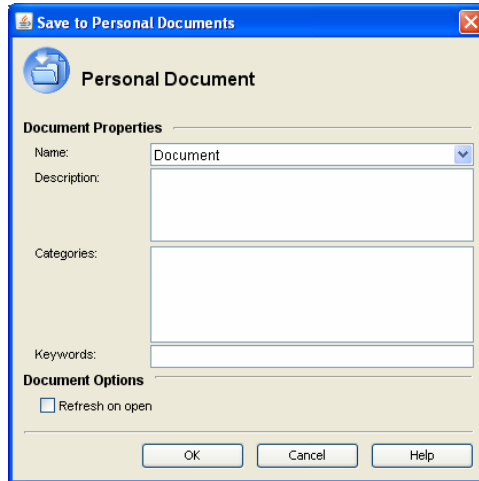 Save to Personal Documents
Personal Document
Document Properties
Name:
Document
Description:
Categories:
Keywords:
Document Options
Refresh on open
OK Cancel Help